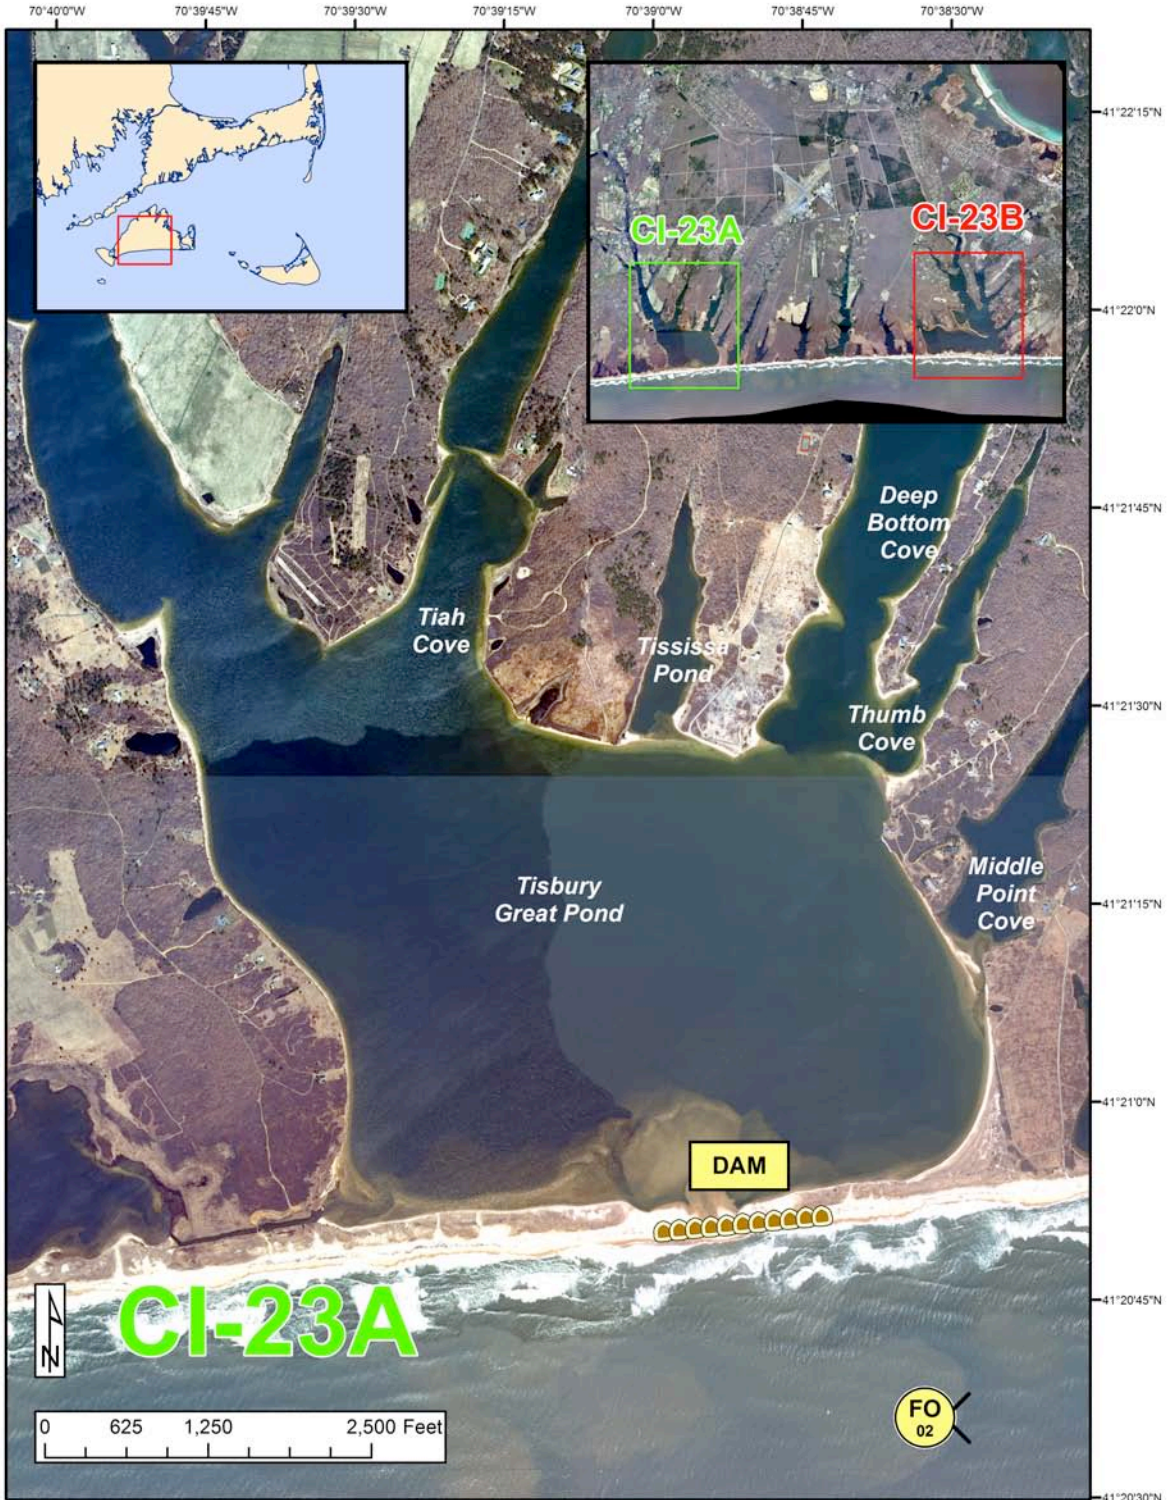 70°40'0"W 70°39'45"W 70°39'30"W 70°39'15"W 70°39'0"W 70°38'45"W 70°38'30"W
41°22'15"N
CI-23A
CI-23B
41°22'0"N
Deep
Bottom
Cove
41°21'45"N
Tiah
Cove
Tississa
Pond
41°21'30"N
Thumb
Cove
Middle
Point
Cove
Tisbury
Great Pond
41°21'15"N
41°21'0"N
DAM
41°20'45"N
N
CI-23A
0 625 1,250 2,500 Feet
FO
02
41°20'30"N